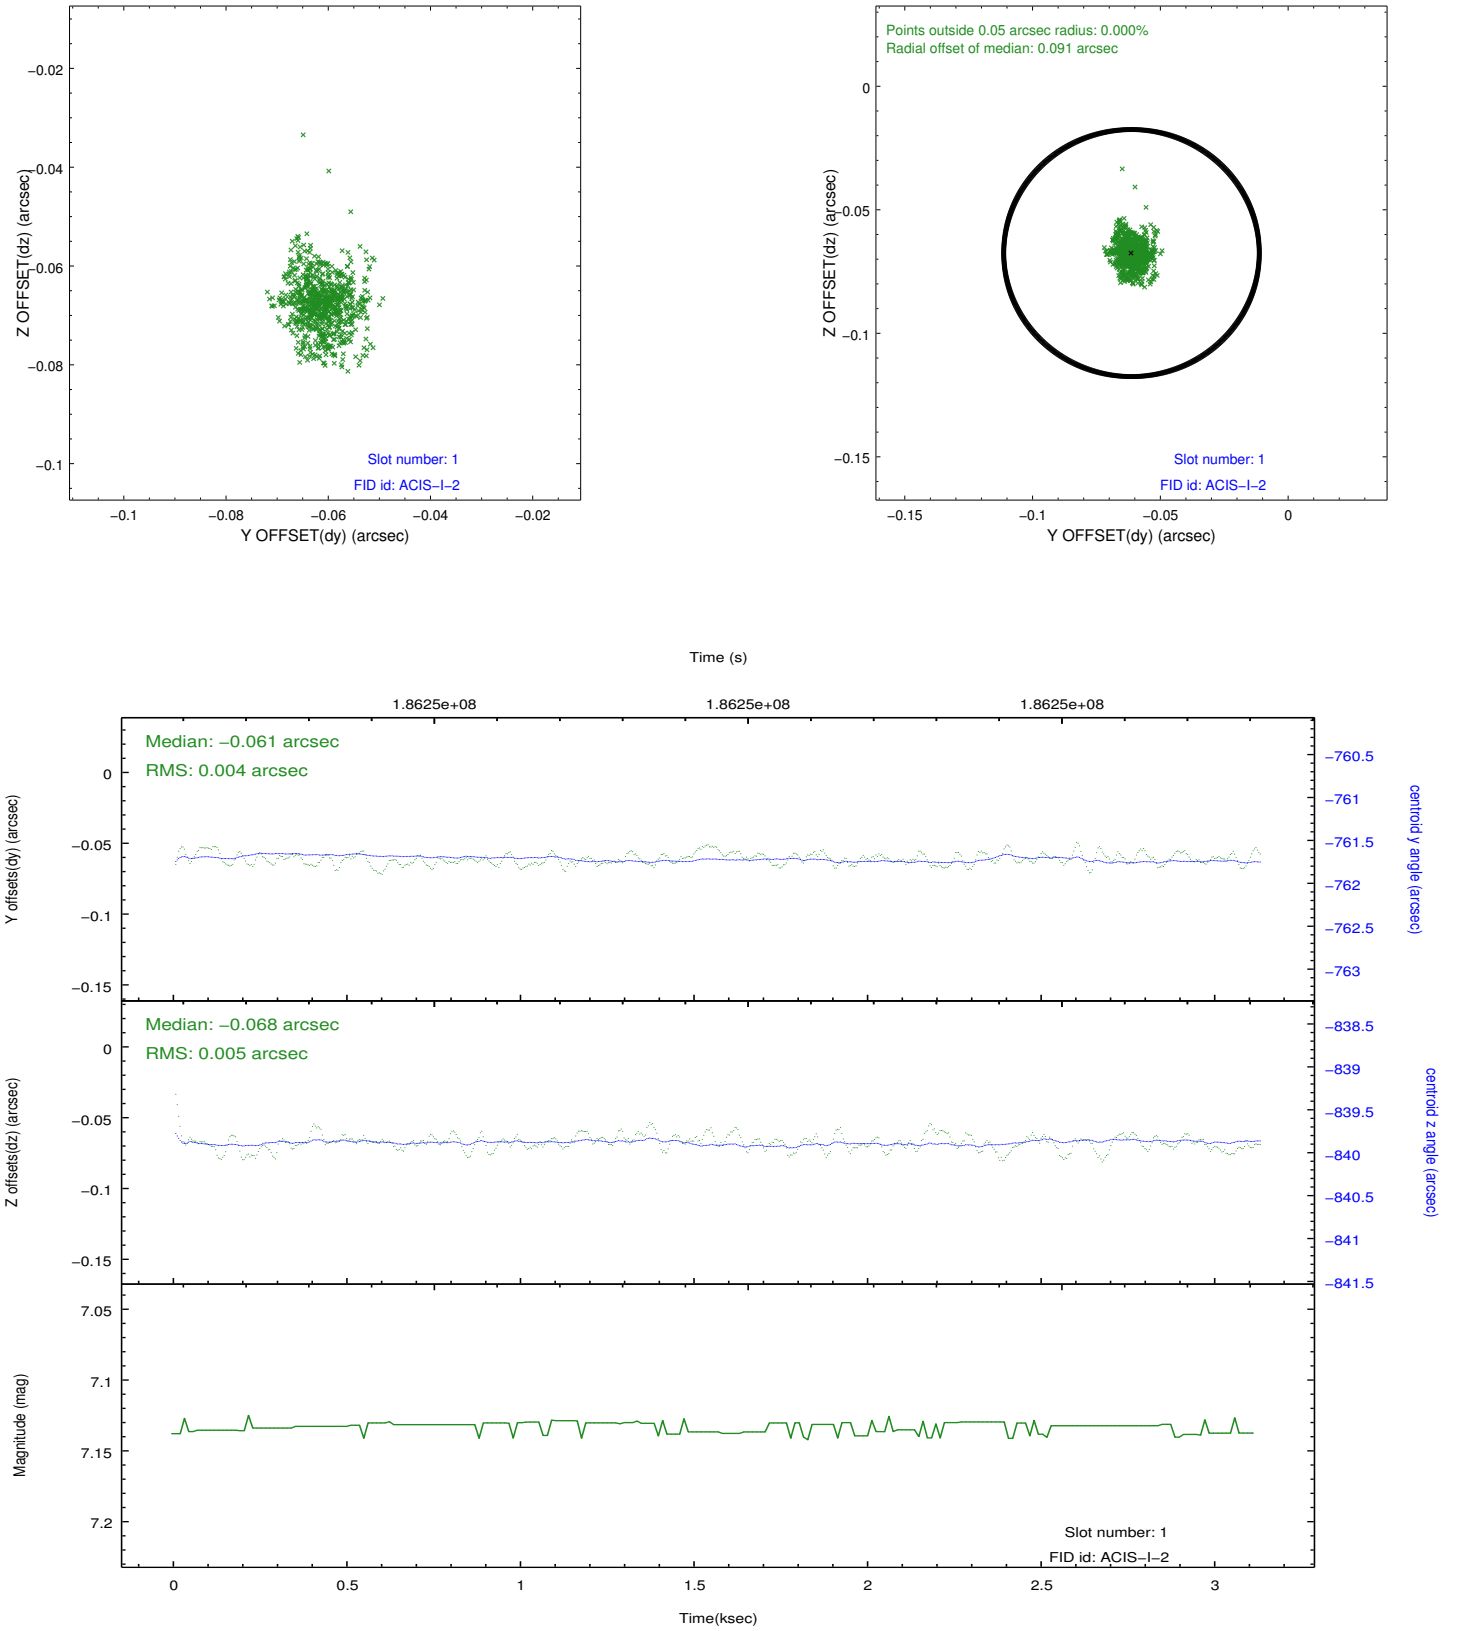 −0.02
−0.04
−0.06
−0.08
−0.1
Z OFFSET(dz) (arcsec)
−0.1
−0.08
−0.06
−0.04
−0.02
Y OFFSET(dy) (arcsec)
Slot number: 1
FID id: ACIS−I−2
Points outside 0.05 arcsec radius: 0.000%
Radial offset of median: 0.091 arcsec
0
−0.05
−0.1
−0.15
Z OFFSET(dz) (arcsec)
Slot number: 1
FID id: ACIS−I−2
−0.15
−0.1
−0.05
0
Y OFFSET(dy) (arcsec)
Time (s)
1.8625e+08
1.8625e+08
1.8625e+08
Median: −0.061 arcsec
RMS: 0.004 arcsec
0
−0.05
−0.1
−0.15
Y offsets(dy) (arcsec)
−760.5
−761
−761.5
−762
−762.5
−763
centroid y angle (arcsec)
Median: −0.068 arcsec
RMS: 0.005 arcsec
0
−0.05
−0.1
−0.15
Z offsets(dz) (arcsec)
−838.5
−839
−839.5
−840
−840.5
−841
−841.5
centroid z angle (arcsec)
7.05
7.1
7.15
7.2
Magnitude (mag)
Slot number: 1
FID id: ACIS−I−2
0
0.5
1
1.5
2
2.5
3
Time(ksec)